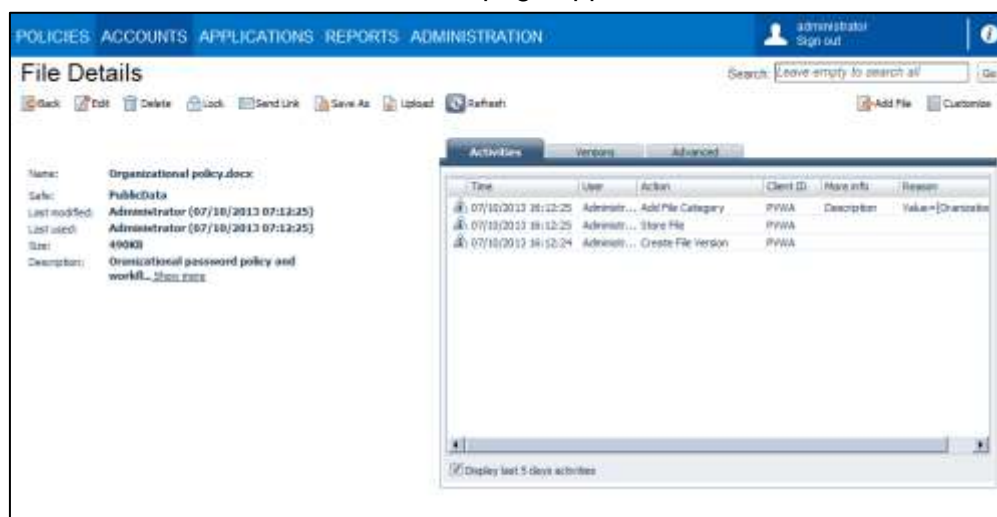 POLICIES ACCOUNTS APPLICATIONS REPORTS ADMINISTRATION
administrator
Sign out
File Details
Search: Leave empty to search all
Back Edit Delete Lock Send Link Save As Upload Refresh
Add File Customize
Activities Versions Advanced
Name: Organizational policy.docx
Safe: PublicData
Last modified: Administrator (07/10/2013 07:12:25)
Last used: Administrator (07/10/2013 07:12:25)
Size: 490KB
Description: Oranizational password policy and
workfl... Show more
Time User Action Client ID More info Reason
07/10/2013 16:12:25 Administr... Add File Category PVWA Description
07/10/2013 16:12:25 Administr... Store File PVWA
07/10/2013 16:12:24 Administr... Create File Version PVWA
Display last 5 days activities